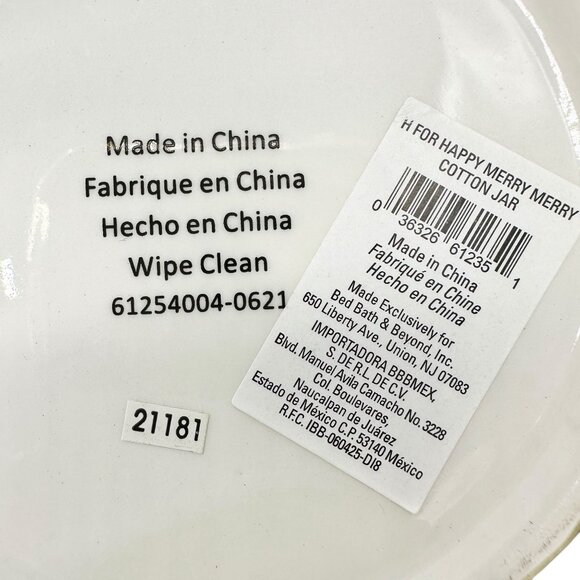 Made in China
Fabrique en China
Hecho en China
Wipe Clean
61254004-0621
21181
H FOR HAPPY MERRY MERRY
COTTON JAR
0 36326 61235 1
Made in China
Fabriqué en Chine
Hecho en China
Made Exclusively for
Bed Bath & Beyond, Inc.
650 Liberty Ave., Union, NJ 07083
IMPORTADORA BBBMEX,
S. DE R.L. DE C.V.
Blvd. Manuel Avila Camacho No. 3228
Col. Boulevares,
Naucalpan de Juárez
Estado de México C.P. 53140 México
R.F.C. IBB-060425-DI8